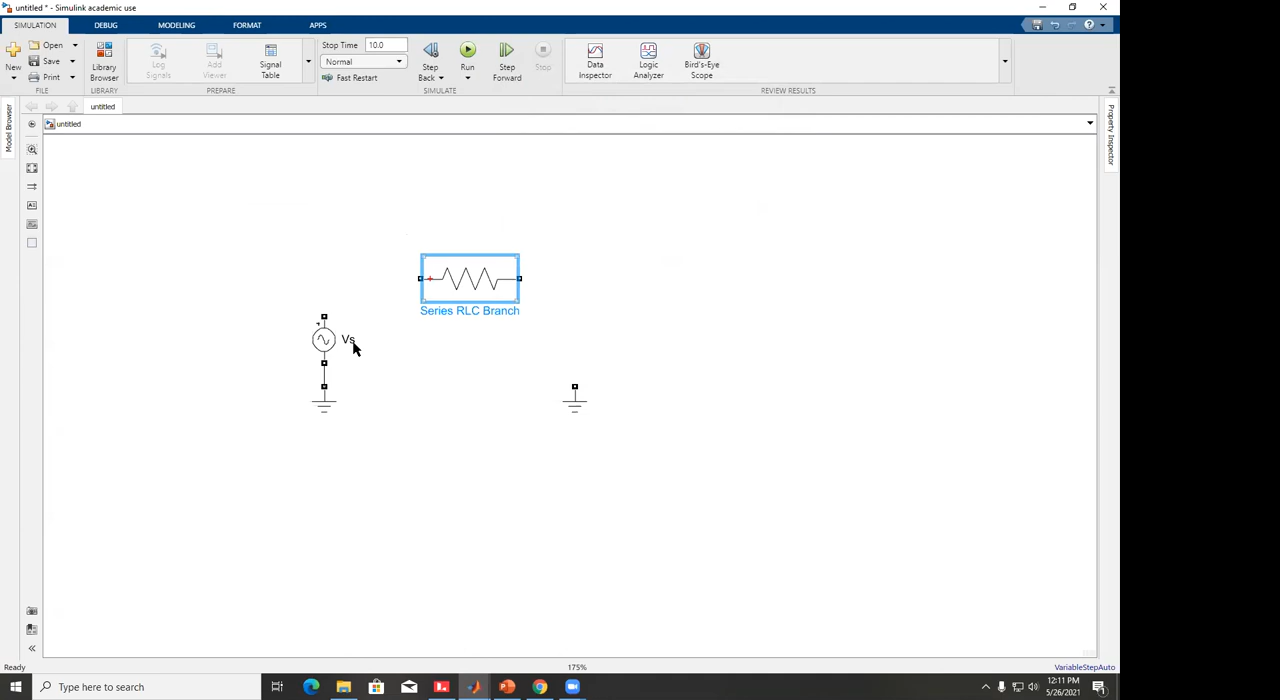 untitled * - Simulink academic use
SIMULATION DEBUG MODELING FORMAT APPS
New
Open
Save
Print
FILE
Library Browser
LIBRARY
Log Signals
Add Viewer
Signal Table
PREPARE
Stop Time 10.0
Normal
Fast Restart
Step Back
Run
Step Forward
Stop
SIMULATE
Data Inspector
Logic Analyzer
Bird's-Eye Scope
REVIEW RESULTS
Model Browser
untitled
untitled
Property Inspector
Series RLC Branch
Vs
Ready
175%
VariableStepAuto
Type here to search
12:11 PM
5/26/2021
1